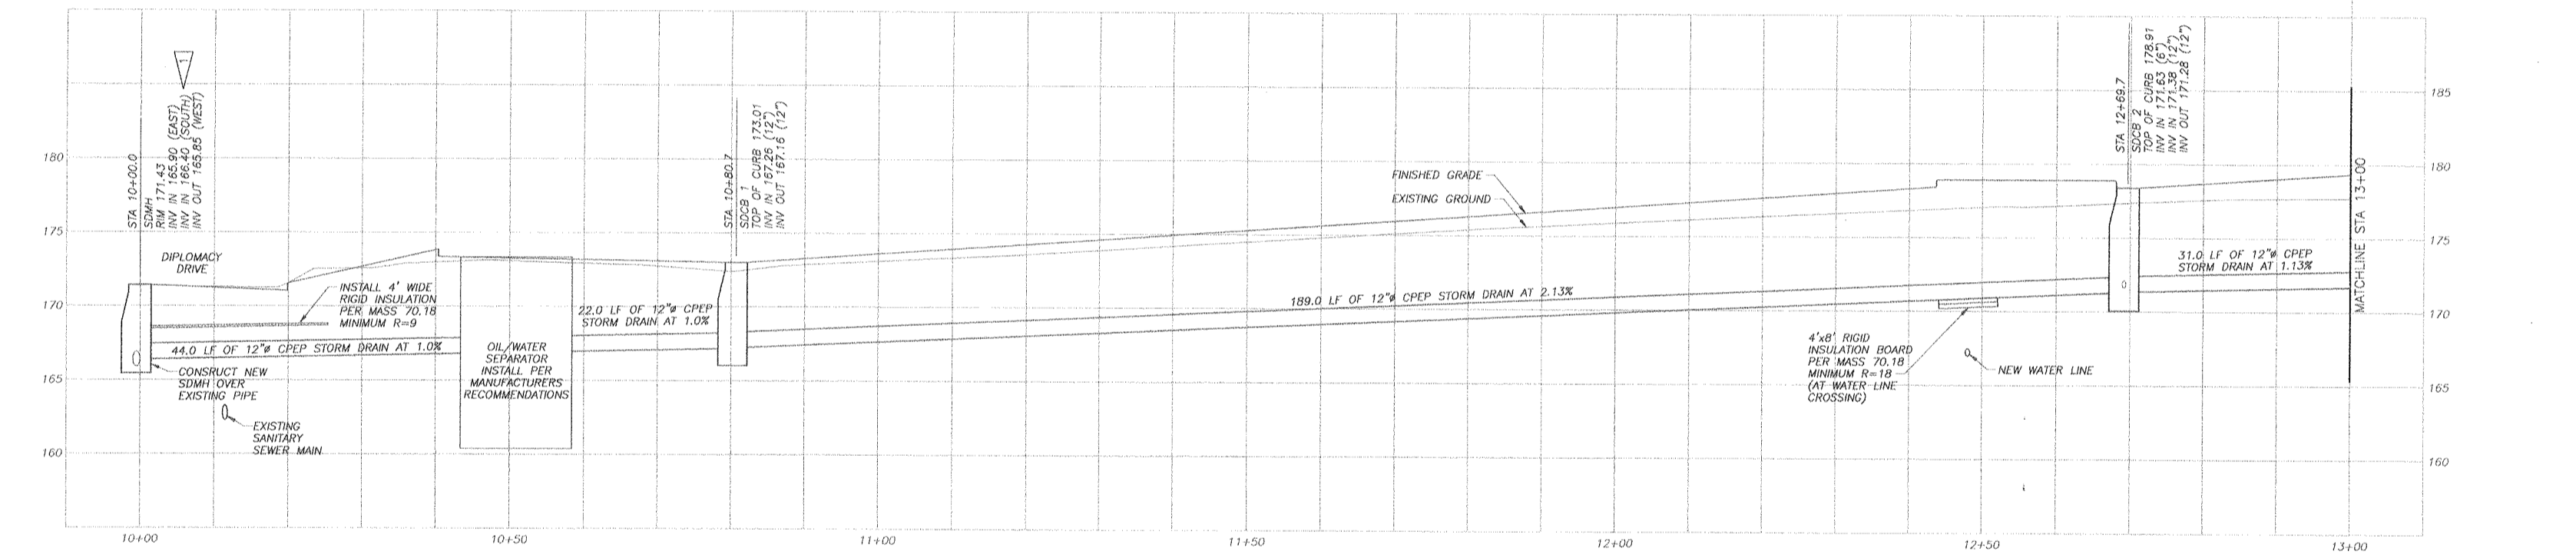 1
STA 10+00.0
SDMH
RIM 171.43
INV IN 165.90 (EAST)
INV IN 166.40 (SOUTH)
INV OUT 165.85 (WEST)
STA 10+80.7
SDCB 1
TOP OF CURB 173.01
INV IN 167.26 (12")
INV OUT 167.16 (12")
STA 12+69.7
SDCB 2
TOP OF CURB 178.91
INV IN 171.63 (6")
INV IN 171.38 (12")
INV OUT 171.28 (12")
MATCHLINE STA 13+00
180
175
170
165
160
185
180
175
170
165
160
DIPLOMACY
DRIVE
INSTALL 4' WIDE
RIGID INSULATION
PER MASS 70.18
MINIMUM R=9
44.0 LF OF 12"ø CPEP STORM DRAIN AT 1.0%
CONSRUCT NEW
SDMH OVER
EXISTING PIPE
EXISTING
SANITARY
SEWER MAIN
OIL/WATER
SEPARATOR
INSTALL PER
MANUFACTURERS
RECOMMENDATIONS
22.0 LF OF 12"ø CPEP
STORM DRAIN AT 1.0%
FINISHED GRADE
EXISTING GROUND
189.0 LF OF 12"ø CPEP STORM DRAIN AT 2.13%
4'x8' RIGID
INSULATION BOARD
PER MASS 70.18
MINIMUM R=18
(AT WATER LINE
CROSSING)
NEW WATER LINE
31.0 LF OF 12"ø CPEP
STORM DRAIN AT 1.13%
10+00
10+50
11+00
11+50
12+00
12+50
13+00